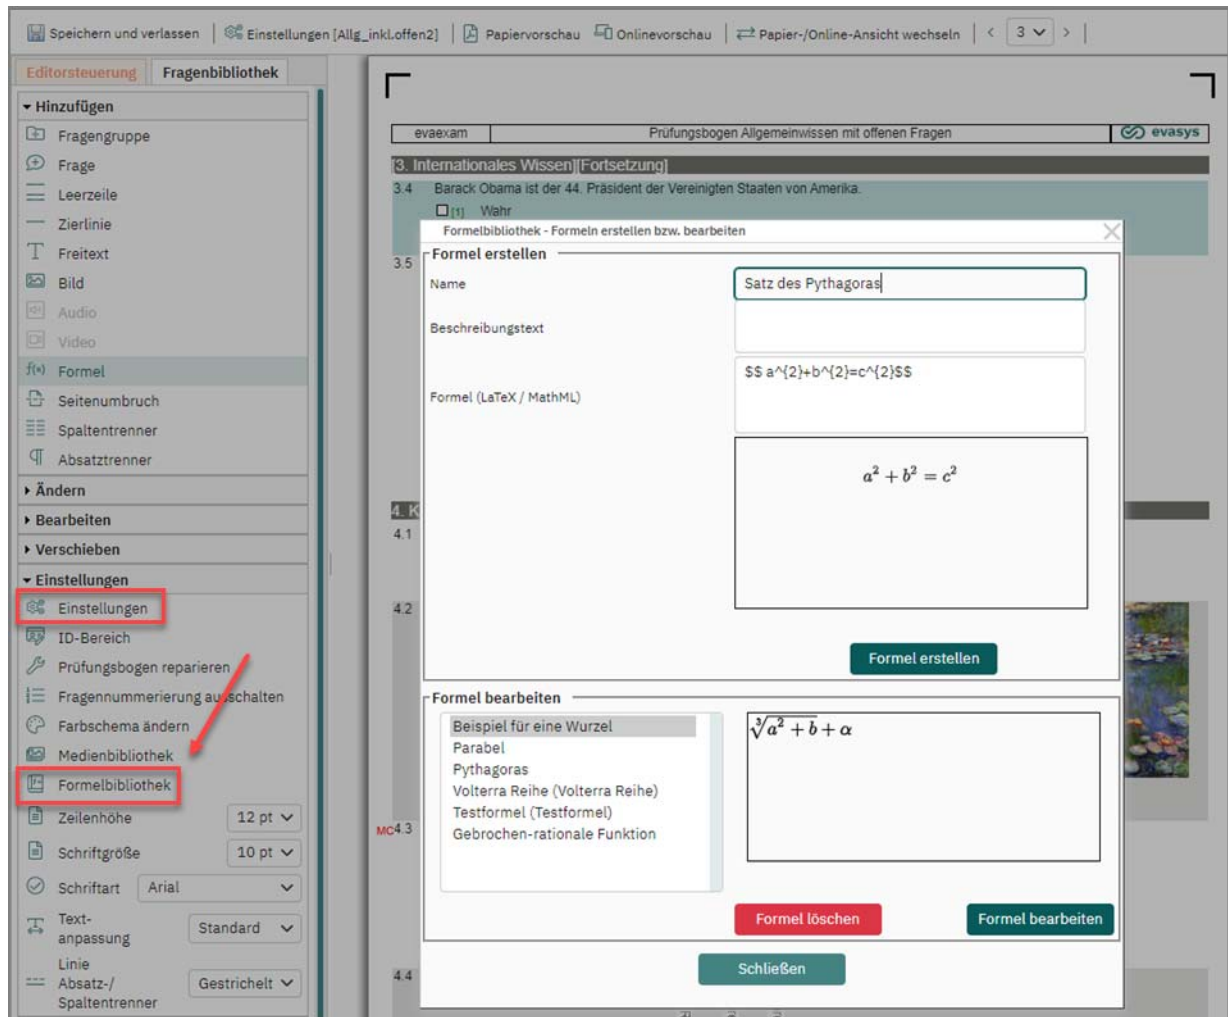 Speichern und verlassen Einstellungen [Allg_inkl.offen2] Papiervorschau Onlinevorschau Papier-/Online-Ansicht wechseln < 3 >
Editorsteuerung Fragenbibliothek
Hinzufügen
Fragengruppe
Frage
Leerzeile
Zierlinie
Freitext
Bild
Audio
Video
f(•) Formel
Seitenumbruch
Spaltentrenner
Absatztrenner
Ändern
Bearbeiten
Verschieben
Einstellungen
Einstellungen
ID-Bereich
Prüfungsbogen reparieren
Fragennummerierung ausschalten
Farbschema ändern
Medienbibliothek
Formelbibliothek
Zeilenhöhe 12 pt
Schriftgröße 10 pt
Schriftart Arial
Text-
anpassung Standard
Linie
Absatz-/ Gestrichelt
Spaltentrenner
evaexam Prüfungsbogen Allgemeinwissen mit offenen Fragen evasys
[3. Internationales Wissen][Fortsetzung]
3.4 Barack Obama ist der 44. Präsident der Vereinigten Staaten von Amerika.
[1] Wahr
3.5
4. K
4.1
4.2
MC4.3
4.4
Formelbibliothek - Formeln erstellen bzw. bearbeiten
Formel erstellen
Name Satz des Pythagoras
Beschreibungstext
Formel (LaTeX / MathML) $$ a^{2}+b^{2}=c^{2}$$
a² + b² = c²
Formel erstellen
Formel bearbeiten
Beispiel für eine Wurzel
Parabel
Pythagoras
Volterra Reihe (Volterra Reihe)
Testformel (Testformel)
Gebrochen-rationale Funktion
∛(a² + b) + α
Formel löschen Formel bearbeiten
Schließen